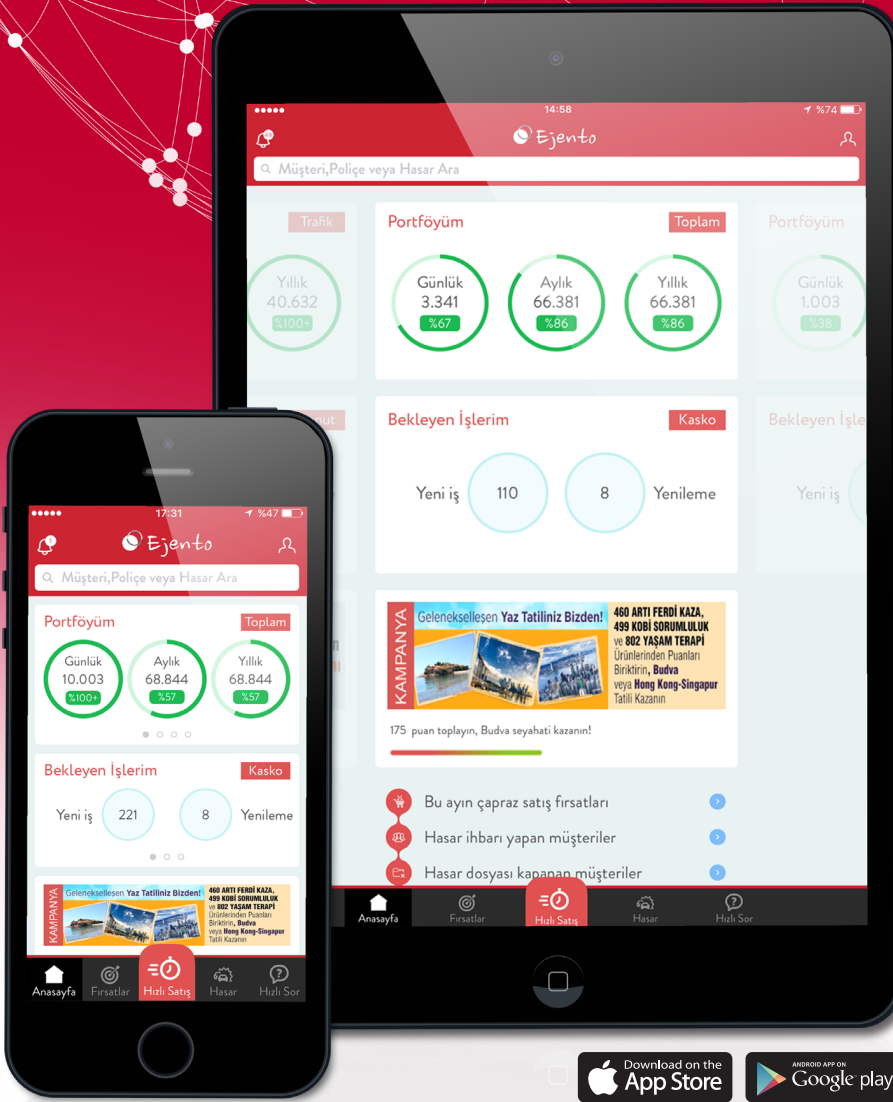 14:58
%74
Ejento
Müşteri,Poliçe veya Hasar Ara
Trafik
Yıllık
40.632
%100+
Portföyüm
Toplam
Günlük
3.341
%67
Aylık
66.381
%86
Yıllık
66.381
%86
Portföyüm
Günlük
1.003
%38
Bekleyen İşlerim
Kasko
Yeni iş
110
8
Yenileme
Bekleyen İşle
Yeni iş
KAMPANYA
Gelenekselleşen Yaz Tatiliniz Bizden!
460 ARTI FERDİ KAZA,
499 KOBİ SORUMLULUK
ve 802 YAŞAM TERAPİ
Ürünlerinden Puanları
Biriktirin, Budva
veya Hong Kong-Singapur
Tatili Kazanın
175 puan toplayın, Budva seyahati kazanın!
Bu ayın çapraz satış fırsatları
Hasar ihbarı yapan müşteriler
Hasar dosyası kapanan müşteriler
Anasayfa
Fırsatlar
Hızlı Satış
Hasar
Hızlı Sor
17:31
%47
Ejento
Müşteri,Poliçe veya Hasar Ara
Portföyüm
Toplam
Günlük
10.003
%100+
Aylık
68.844
%57
Yıllık
68.844
%57
Bekleyen İşlerim
Kasko
Yeni iş
221
8
Yenileme
KAMPANYA
Gelenekselleşen Yaz Tatiliniz Bizden!
460 ARTI FERDİ KAZA,
499 KOBİ SORUMLULUK
ve 802 YAŞAM TERAPİ
Ürünlerinden Puanları
Biriktirin, Budva
veya Hong Kong-Singapur
Tatili Kazanın
Anasayfa
Fırsatlar
Hızlı Satış
Hasar
Hızlı Sor
Download on the
App Store
ANDROID APP ON
Google play